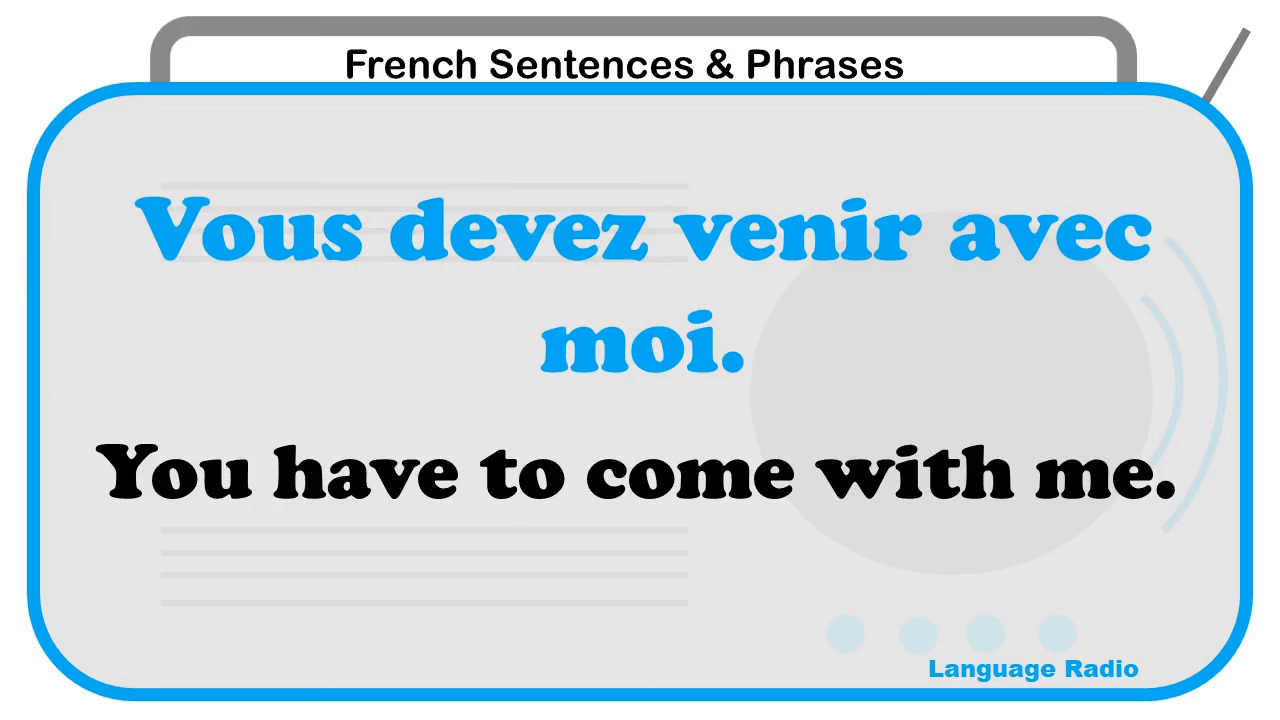 French Sentences & Phrases
Vous devez venir avec
moi.
You have to come with me.
Language Radio